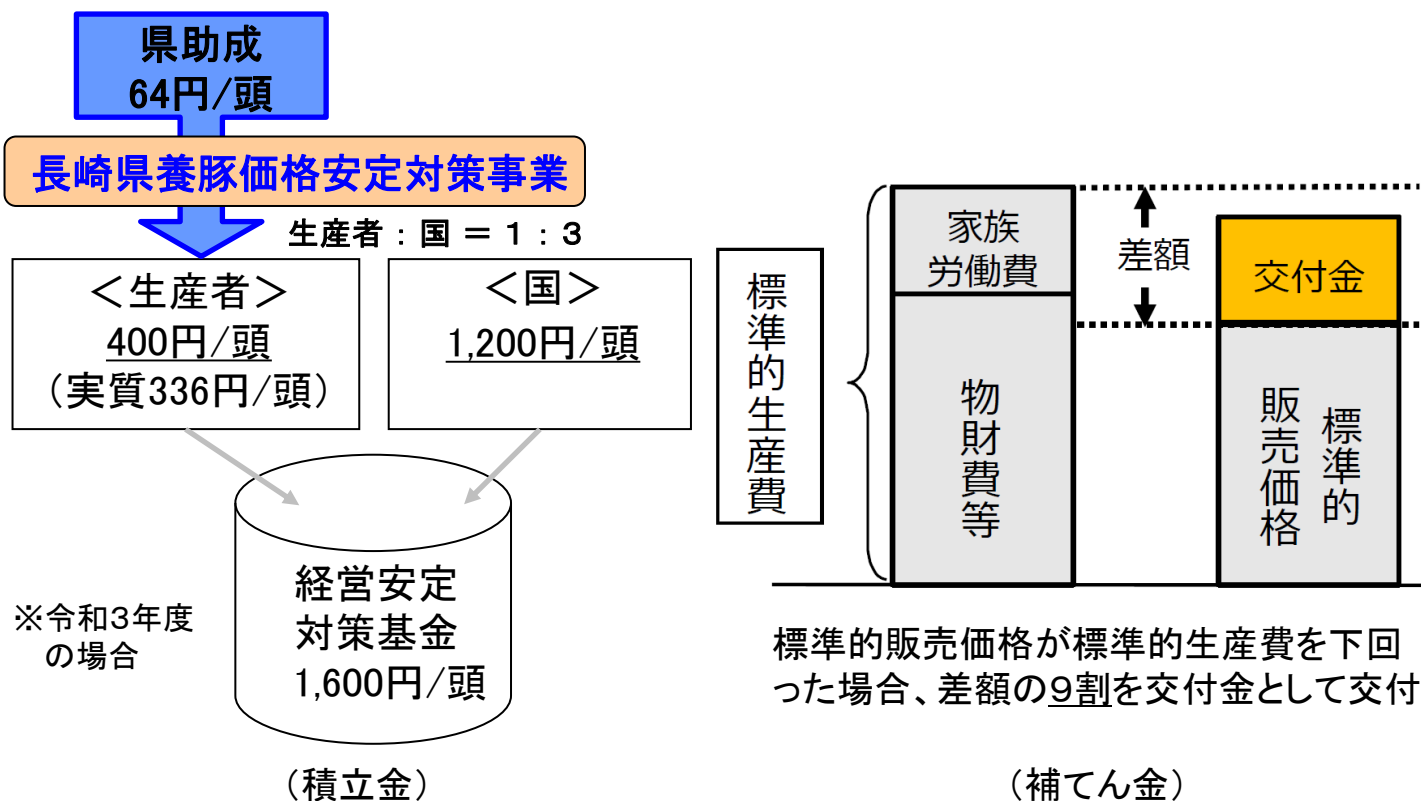 県助成
64円/頭
長崎県養豚価格安定対策事業
生産者：国 ＝ １：３
＜生産者＞
400円/頭
（実質336円/頭）
＜国＞
1,200円/頭
経営安定
対策基金
1,600円/頭
※令和３年度
の場合
（積立金）
標準的生産費
家族
労働費
物財費等
差額
交付金
標準的
販売価格
標準的販売価格が標準的生産費を下回
った場合、差額の９割を交付金として交付
（補てん金）